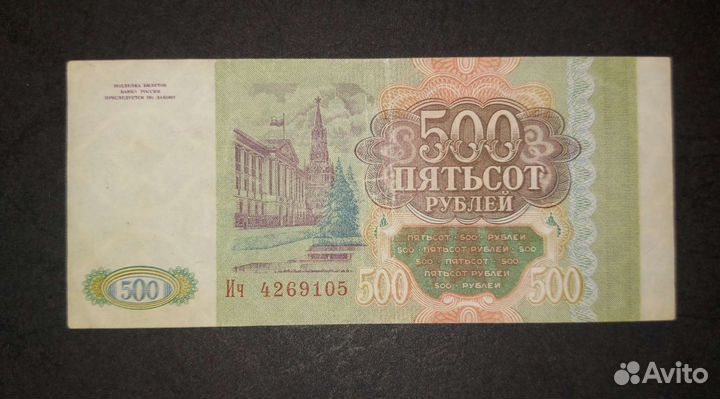 ПОДДЕЛКА БИЛЕТОВ
БАНКА РОССИИ
ПРЕСЛЕДУЕТСЯ ПО ЗАКОНУ
500
ПЯТЬСОТ
РУБЛЕЙ
ПЯТЬСОТ · 500 · РУБЛЕЙ
500 · ПЯТЬСОТ РУБЛЕЙ · 500
500 · ПЯТЬСОТ · 500
ПЯТЬСОТ РУБЛЕЙ
500 · РУБЛЕЙ
500
Ич 4269105
500
500
Avito